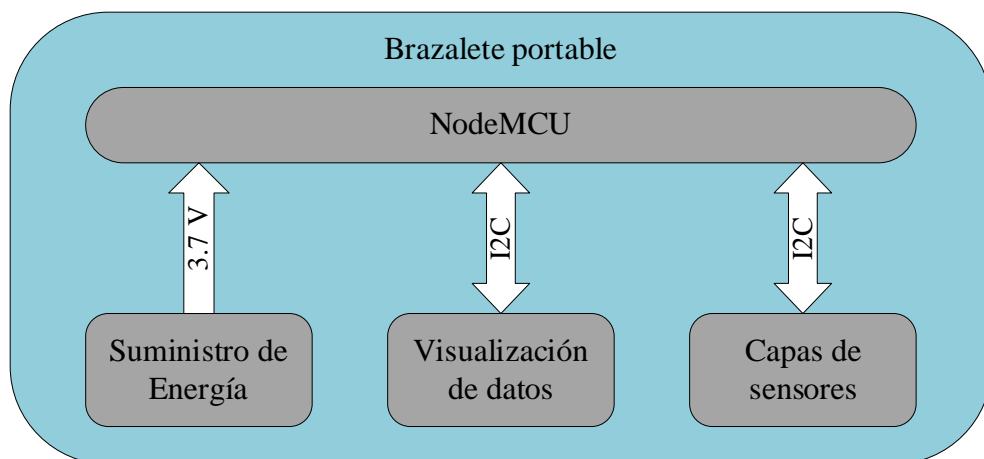 Brazalete portable
NodeMCU
3.7 V
I2C
I2C
Suministro de
Energía
Visualización
de datos
Capas de
sensores